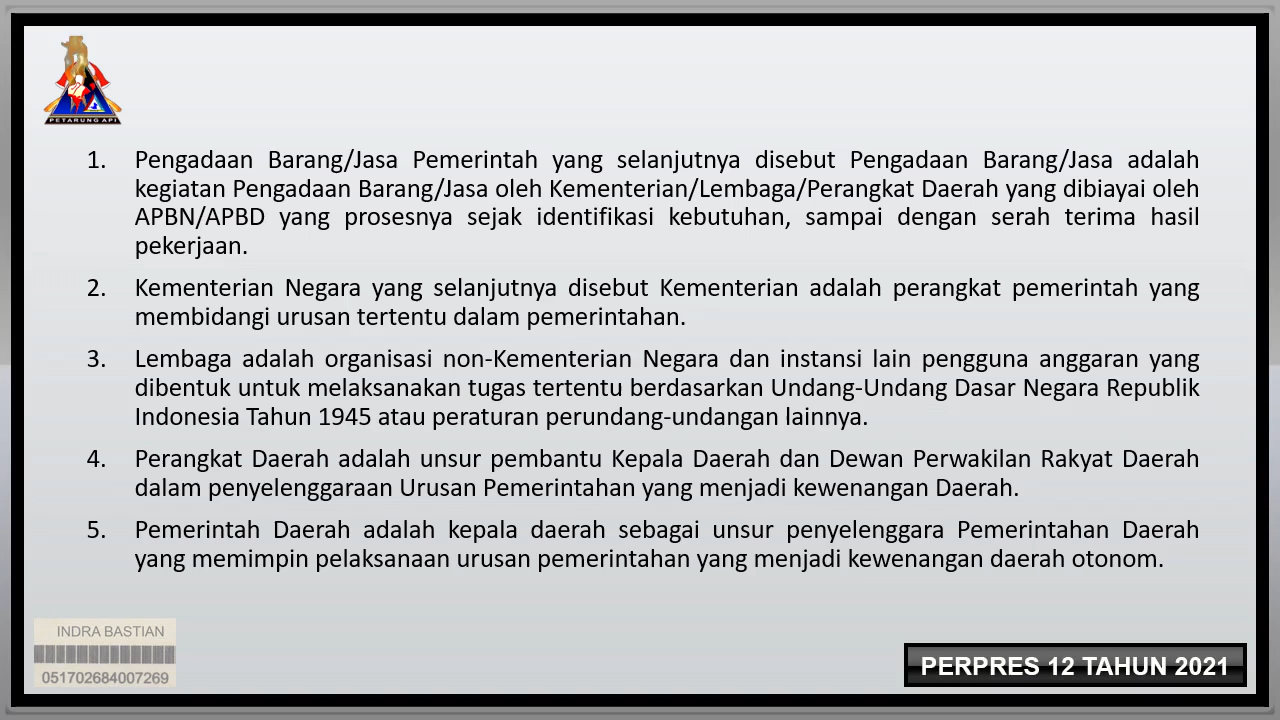 PETARUNG API
1. Pengadaan Barang/Jasa Pemerintah yang selanjutnya disebut Pengadaan Barang/Jasa adalah
kegiatan Pengadaan Barang/Jasa oleh Kementerian/Lembaga/Perangkat Daerah yang dibiayai oleh
APBN/APBD yang prosesnya sejak identifikasi kebutuhan, sampai dengan serah terima hasil
pekerjaan.
2. Kementerian Negara yang selanjutnya disebut Kementerian adalah perangkat pemerintah yang
membidangi urusan tertentu dalam pemerintahan.
3. Lembaga adalah organisasi non-Kementerian Negara dan instansi lain pengguna anggaran yang
dibentuk untuk melaksanakan tugas tertentu berdasarkan Undang-Undang Dasar Negara Republik
Indonesia Tahun 1945 atau peraturan perundang-undangan lainnya.
4. Perangkat Daerah adalah unsur pembantu Kepala Daerah dan Dewan Perwakilan Rakyat Daerah
dalam penyelenggaraan Urusan Pemerintahan yang menjadi kewenangan Daerah.
5. Pemerintah Daerah adalah kepala daerah sebagai unsur penyelenggara Pemerintahan Daerah
yang memimpin pelaksanaan urusan pemerintahan yang menjadi kewenangan daerah otonom.
INDRA BASTIAN
051702684007269
PERPRES 12 TAHUN 2021